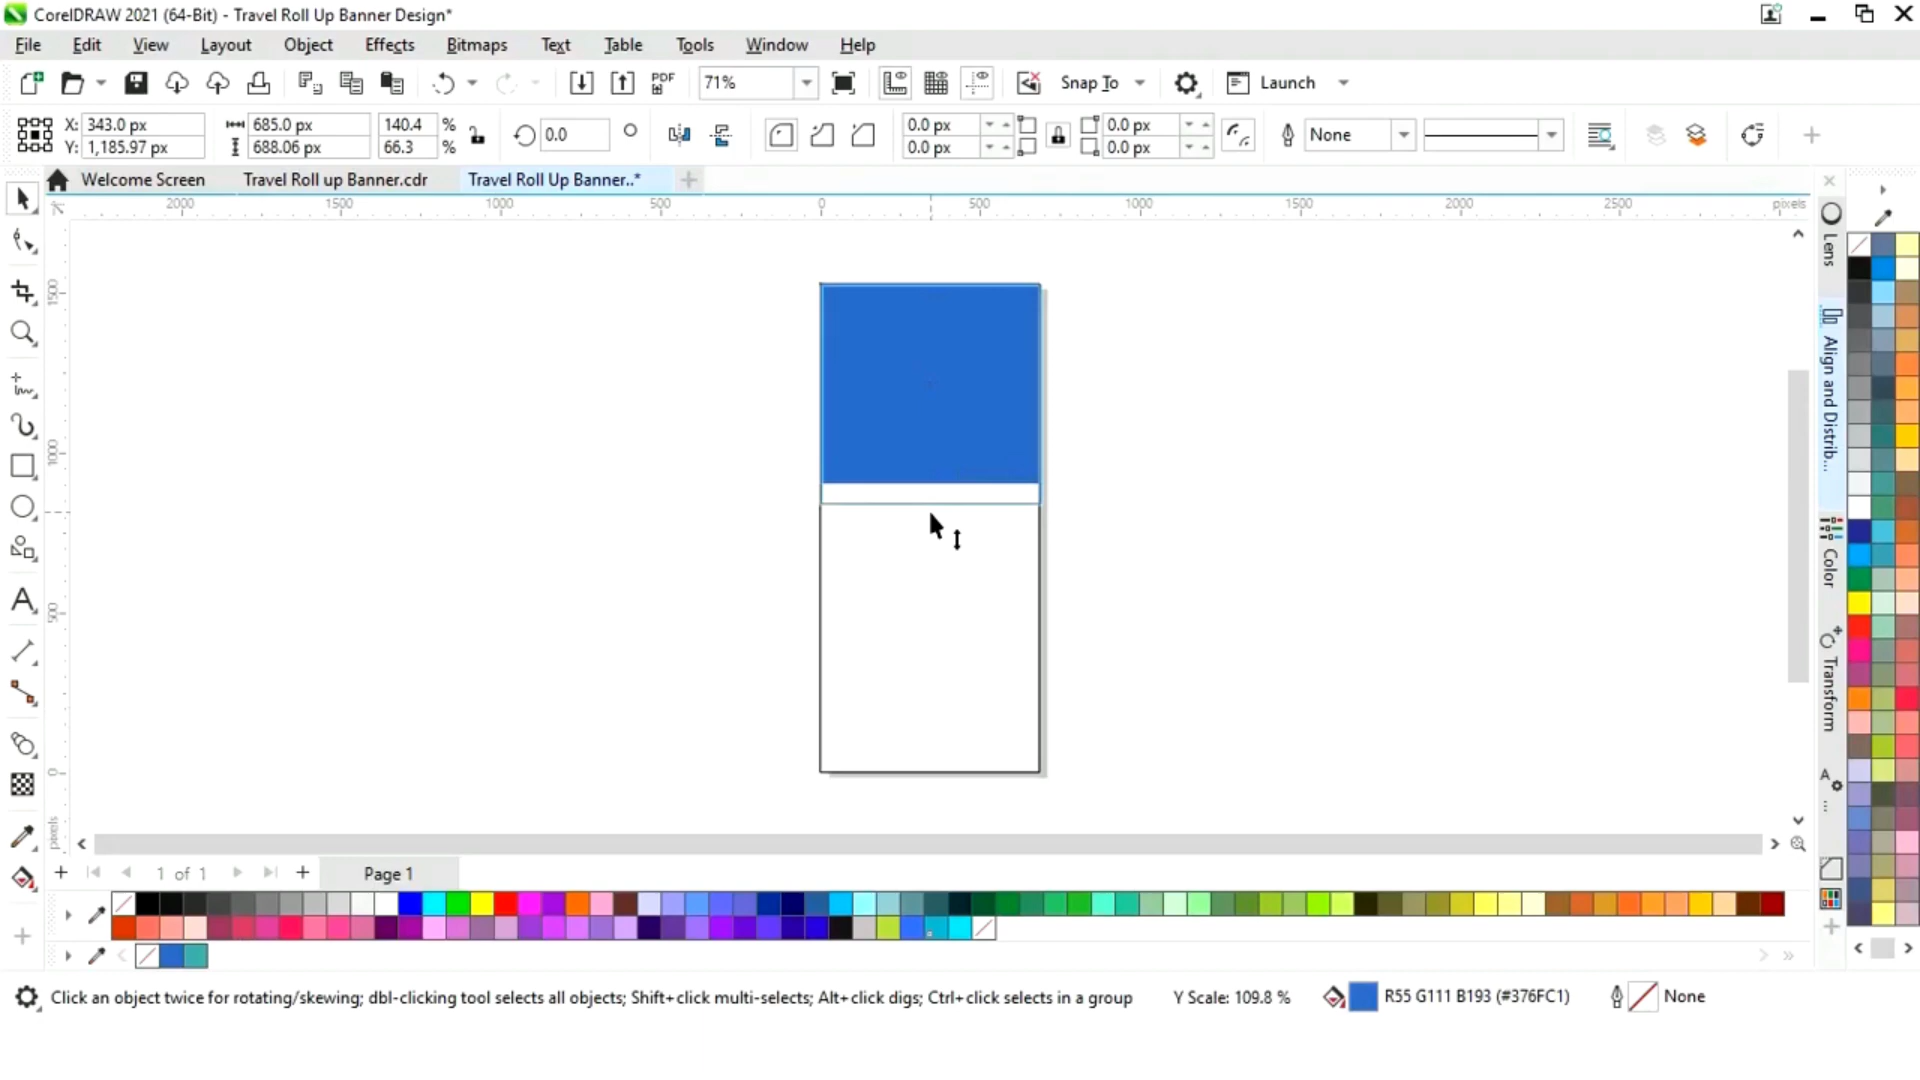 CorelDRAW 2021 (64-Bit) - Travel Roll Up Banner Design*
File Edit View Layout Object Effects Bitmaps Text Table Tools Window Help
PDF 71% Snap To Launch
X: 343.0 px 685.0 px 140.4 % 0.0 0.0 px 0.0 px None
Y: 1,185.97 px 688.06 px 66.3 % 0.0 px 0.0 px
Welcome Screen Travel Roll up Banner.cdr Travel Roll Up Banner..*
2000 1500 1000 500 0 500 1000 1500 2000 2500 pixels
1500
1000
500
0
pixels
Lens
Align and Distrib...
Color
Transform
A
...
1 of 1 Page 1
Click an object twice for rotating/skewing; dbl-clicking tool selects all objects; Shift+click multi-selects; Alt+click digs; Ctrl+click selects in a group Y Scale: 109.8 % R55 G111 B193 (#376FC1) None